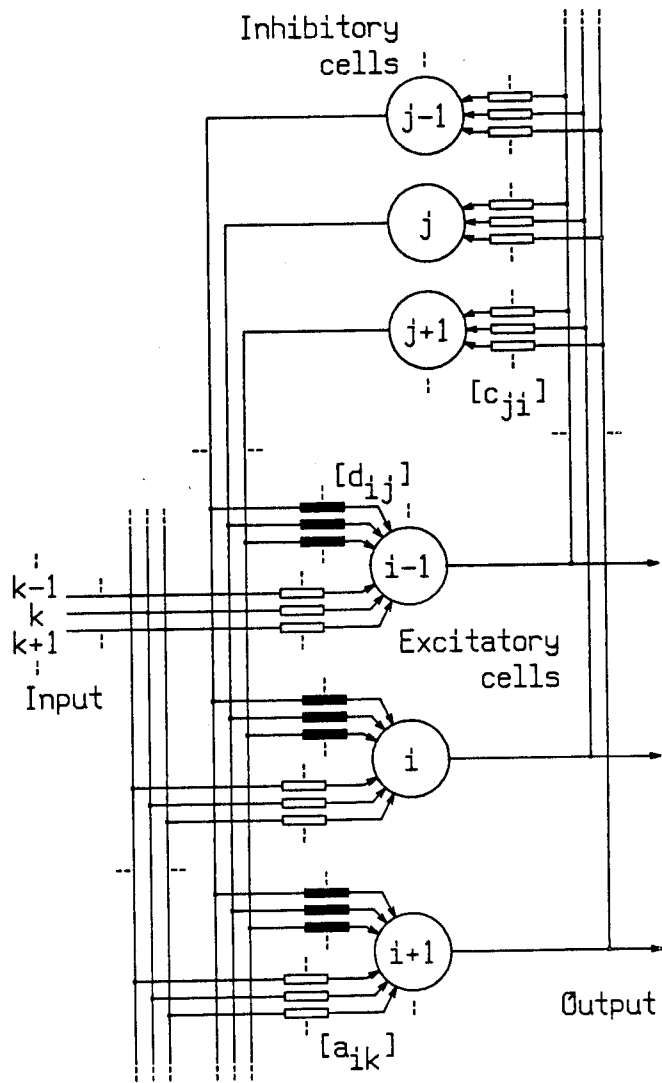 Inhibitory
cells
j-1
j
j+1
[c_ji]
[d_ij]
i-1
k-1
k
k+1
Input
Excitatory
cells
i
i+1
Output
[a_ik]